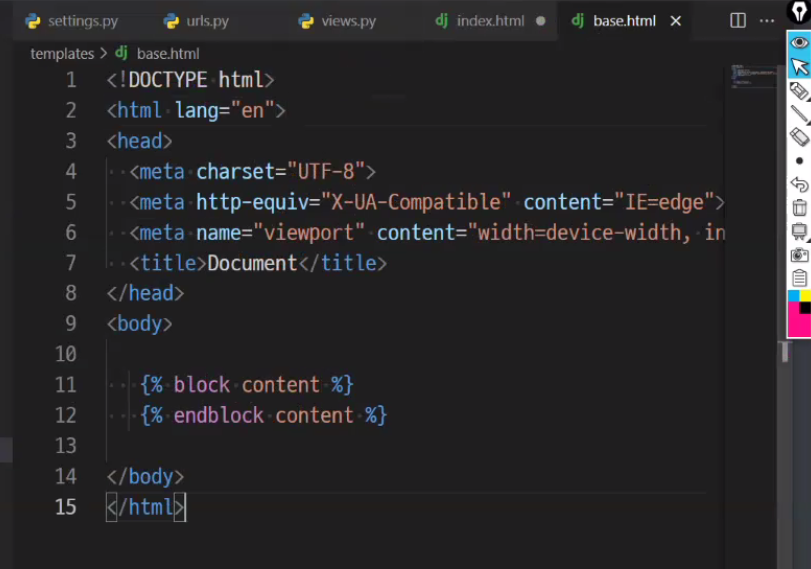 settings.py urls.py views.py index.html base.html
templates > base.html
1 <!DOCTYPE html>
2 <html lang="en">
3 <head>
4 <meta charset="UTF-8">
5 <meta http-equiv="X-UA-Compatible" content="IE=edge">
6 <meta name="viewport" content="width=device-width, in
7 <title>Document</title>
8 </head>
9 <body>
10
11 {% block content %}
12 {% endblock content %}
13
14 </body>
15 </html>